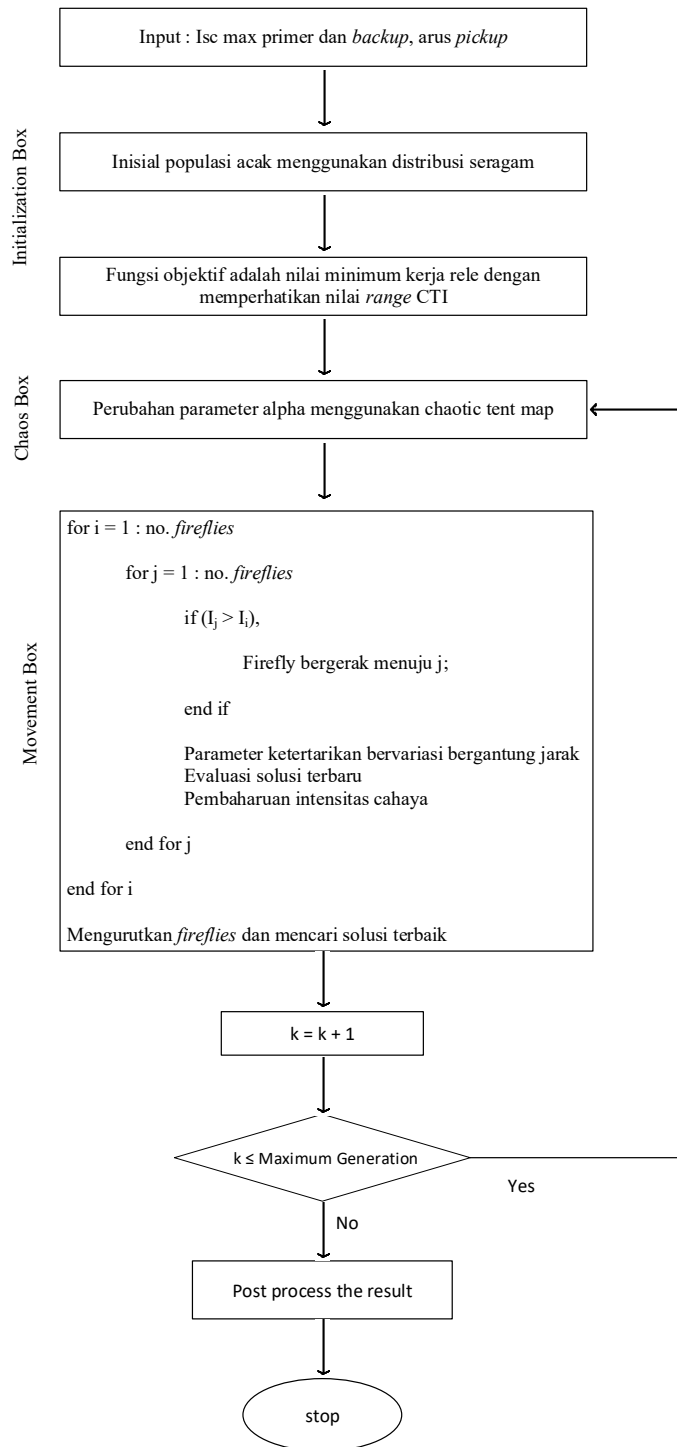 Input : Isc max primer dan backup, arus pickup
Initialization Box
Inisial populasi acak menggunakan distribusi seragam
Fungsi objektif adalah nilai minimum kerja rele dengan
memperhatikan nilai range CTI
Chaos Box
Perubahan parameter alpha menggunakan chaotic tent map
Movement Box
for i = 1 : no. fireflies
for j = 1 : no. fireflies
if (Ij > Ii),
Firefly bergerak menuju j;
end if
Parameter ketertarikan bervariasi bergantung jarak
Evaluasi solusi terbaru
Pembaharuan intensitas cahaya
end for j
end for i
Mengurutkan fireflies dan mencari solusi terbaik
k = k + 1
k ≤ Maximum Generation
Yes
No
Post process the result
stop